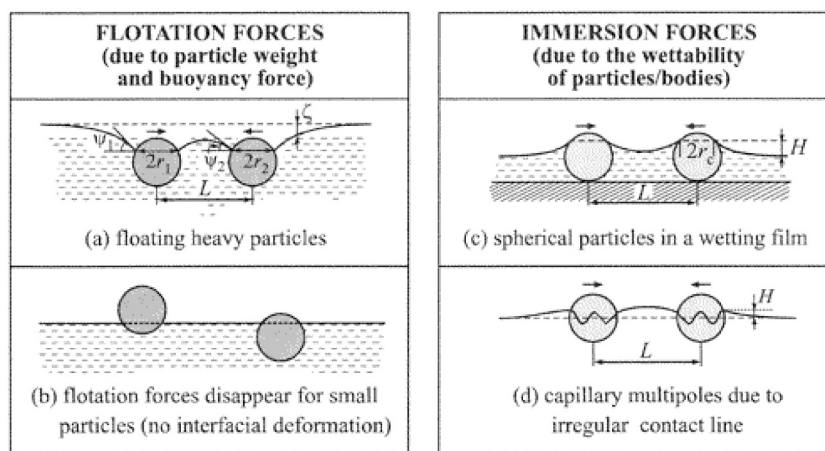 FLOTATION FORCES
(due to particle weight
and buoyancy force)
ζ
ψ₁
2r₁
ψ₂
2r₂
L
(a) floating heavy particles
(b) flotation forces disappear for small
particles (no interfacial deformation)
IMMERSION FORCES
(due to the wettability
of particles/bodies)
2r꜀
H
L
(c) spherical particles in a wetting film
H
L
(d) capillary multipoles due to
irregular contact line